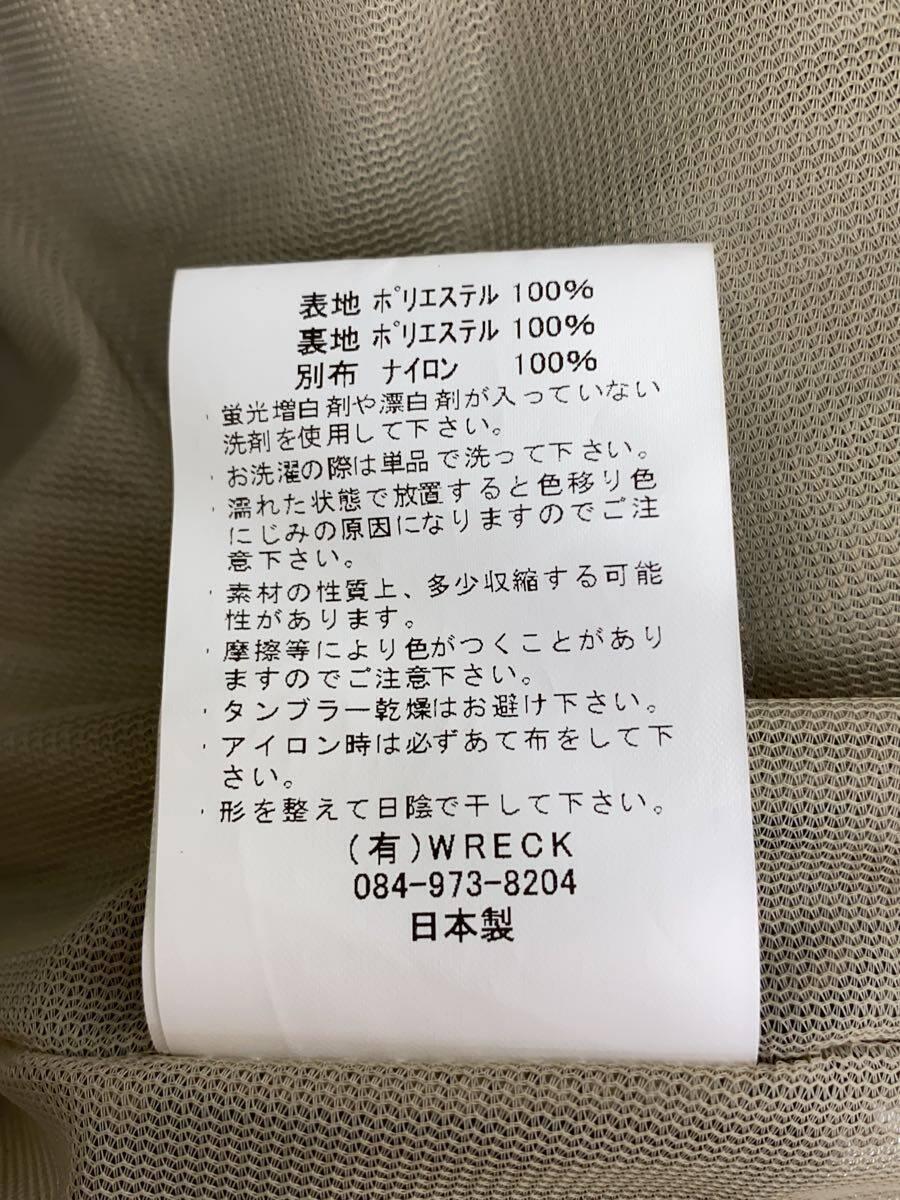 表地 ポリエステル 100%
裏地 ポリエステル 100%
別布 ナイロン 100%
・蛍光増白剤や漂白剤が入っていない
洗剤を使用して下さい。
・お洗濯の際は単品で洗って下さい。
・濡れた状態で放置すると色移り色
にじみの原因になりますのでご注
意下さい。
・素材の性質上、多少収縮する可能
性があります。
・摩擦等により色がつくことがあり
ますのでご注意下さい。
・タンブラー乾燥はお避け下さい。
・アイロン時は必ずあて布をして下
さい。
・形を整えて日陰で干して下さい。
(有)WRECK
084-973-8204
日本製